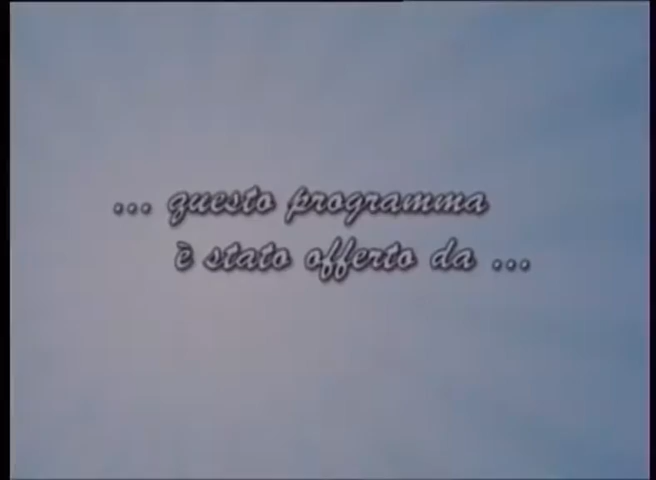 ... questo programma
è stato offerto da ...